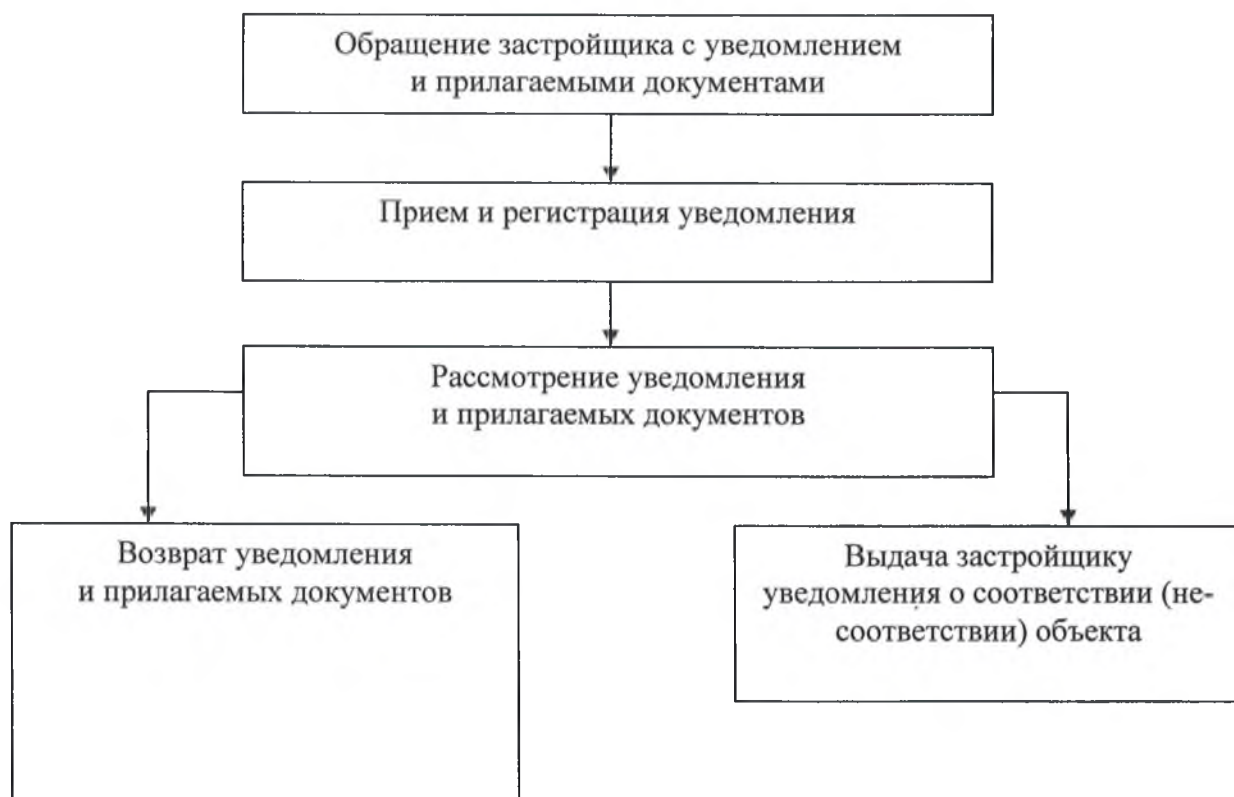 Обращение застройщика с уведомлением
и прилагаемыми документами
Прием и регистрация уведомления
Рассмотрение уведомления
и прилагаемых документов
Возврат уведомления
и прилагаемых документов
Выдача застройщику
уведомления о соответствии (не-
соответствии) объекта